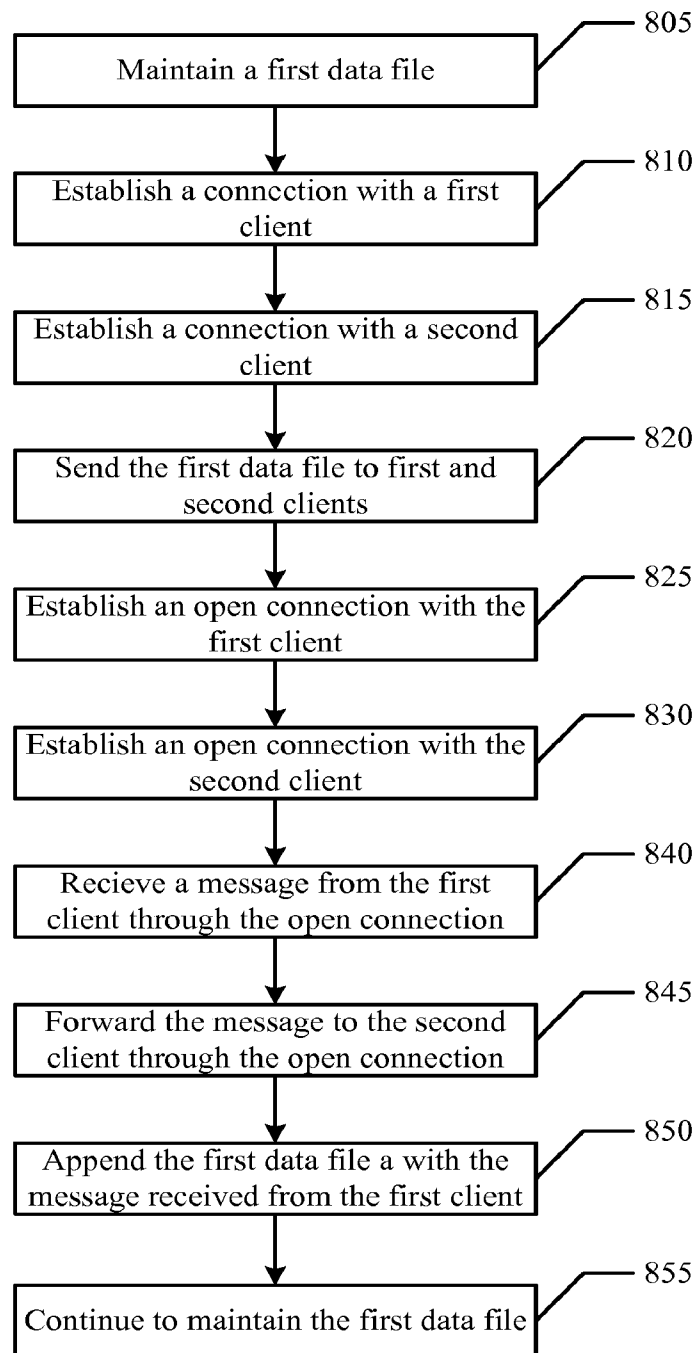 805
Maintain a first data file
810
Establish a connection with a first
client
815
Establish a connection with a second
client
820
Send the first data file to first and
second clients
825
Establish an open connection with the
first client
830
Establish an open connection with the
second client
840
Recieve a message from the first
client through the open connection
845
Forward the message to the second
client through the open connection
850
Append the first data file a with the
message received from the first client
855
Continue to maintain the first data file